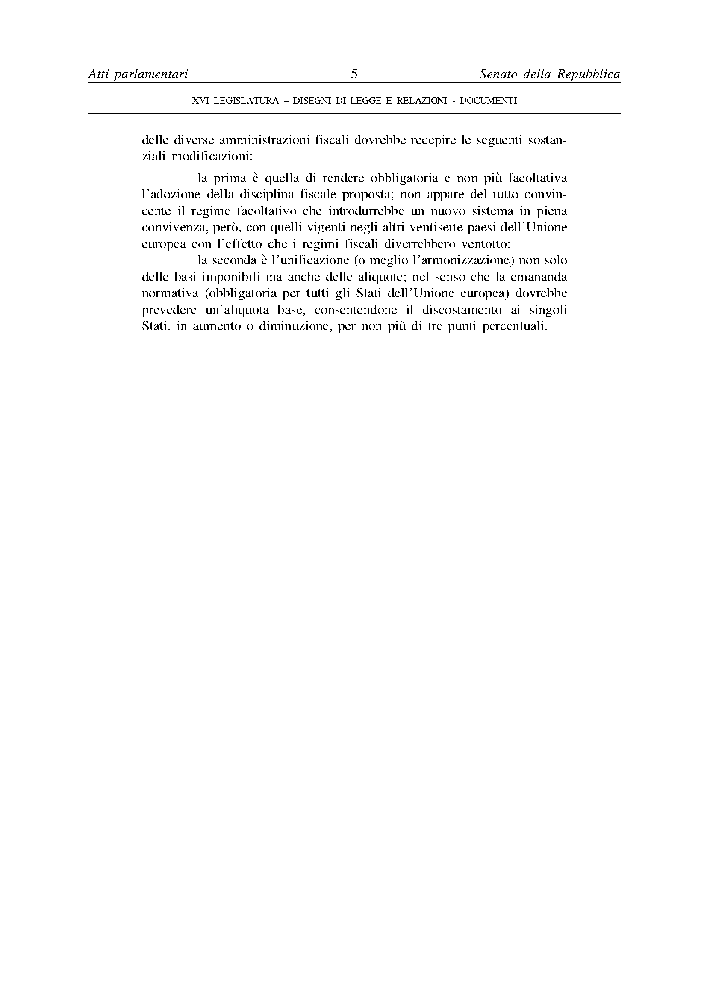 Atti parlamentari – 5 – Senato della Repubblica
XVI LEGISLATURA – DISEGNI DI LEGGE E RELAZIONI - DOCUMENTI
delle diverse amministrazioni fiscali dovrebbe recepire le seguenti sostan-
ziali modificazioni:
– la prima è quella di rendere obbligatoria e non più facoltativa
l’adozione della disciplina fiscale proposta; non appare del tutto convin-
cente il regime facoltativo che introdurrebbe un nuovo sistema in piena
convivenza, però, con quelli vigenti negli altri ventisette paesi dell’Unione
europea con l’effetto che i regimi fiscali diverrebbero ventotto;
– la seconda è l’unificazione (o meglio l’armonizzazione) non solo
delle basi imponibili ma anche delle aliquote; nel senso che la emananda
normativa (obbligatoria per tutti gli Stati dell’Unione europea) dovrebbe
prevedere un’aliquota base, consentendone il discostamento ai singoli
Stati, in aumento o diminuzione, per non più di tre punti percentuali.